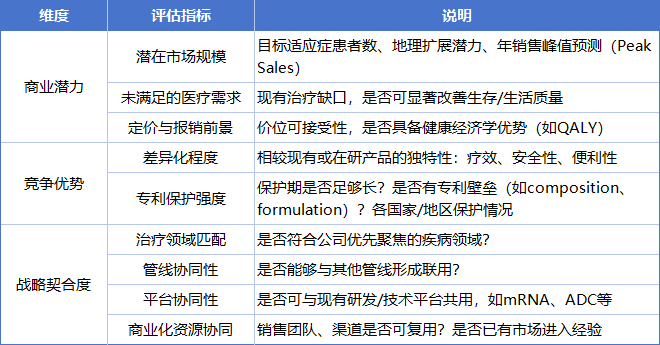 维度 评估指标 说明
商业潜力
潜在市场规模
目标适应症患者数、地理扩展潜力、年销售峰值预测（Peak
Sales）
未满足的医疗需求 现有治疗缺口，是否可显著改善生存/生活质量
定价与报销前景 价位可接受性，是否具备健康经济学优势（如QALY）
竞争优势
差异化程度 相较现有或在研产品的独特性：疗效、安全性、便利性
专利保护强度
保护期是否足够长？是否有专利壁垒（如composition、
formulation）？各国家/地区保护情况
战略契合度
治疗领域匹配 是否符合公司优先聚焦的疾病领域？
管线协同性 是否能够与其他管线形成联用？
平台协同性 是否可与现有研发/技术平台共用，如mRNA、ADC等
商业化资源协同 销售团队、渠道是否可复用？是否已有市场进入经验